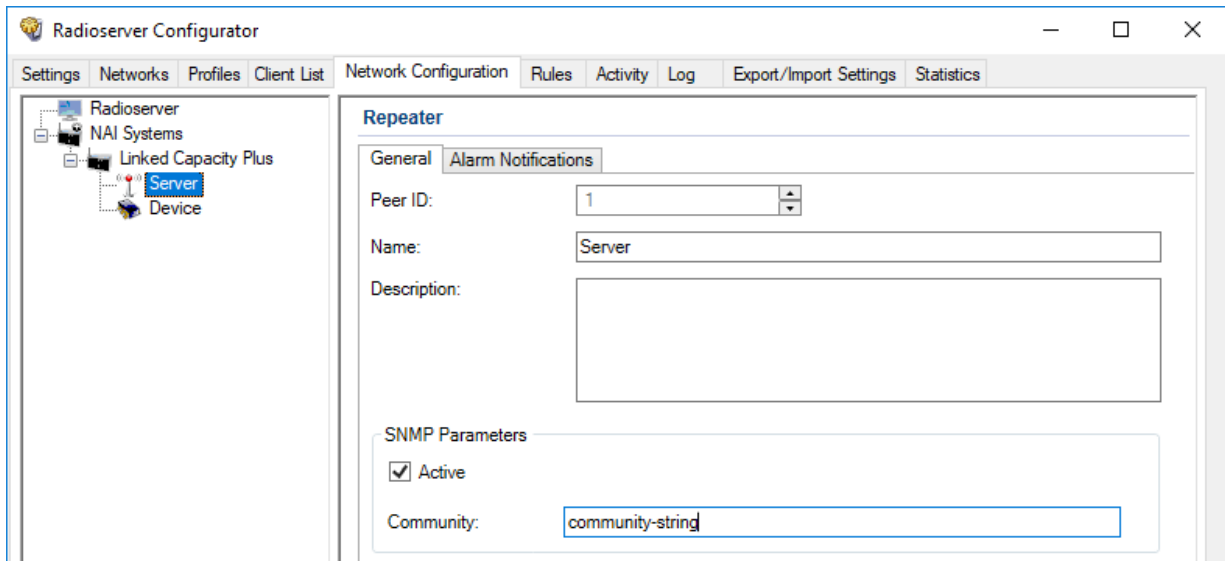 Radioserver Configurator
Settings Networks Profiles Client List Network Configuration Rules Activity Log Export/Import Settings Statistics
Radioserver
NAI Systems
Linked Capacity Plus
Server
Device
Repeater
General Alarm Notifications
Peer ID: 1
Name: Server
Description:
SNMP Parameters
Active
Community: community-string